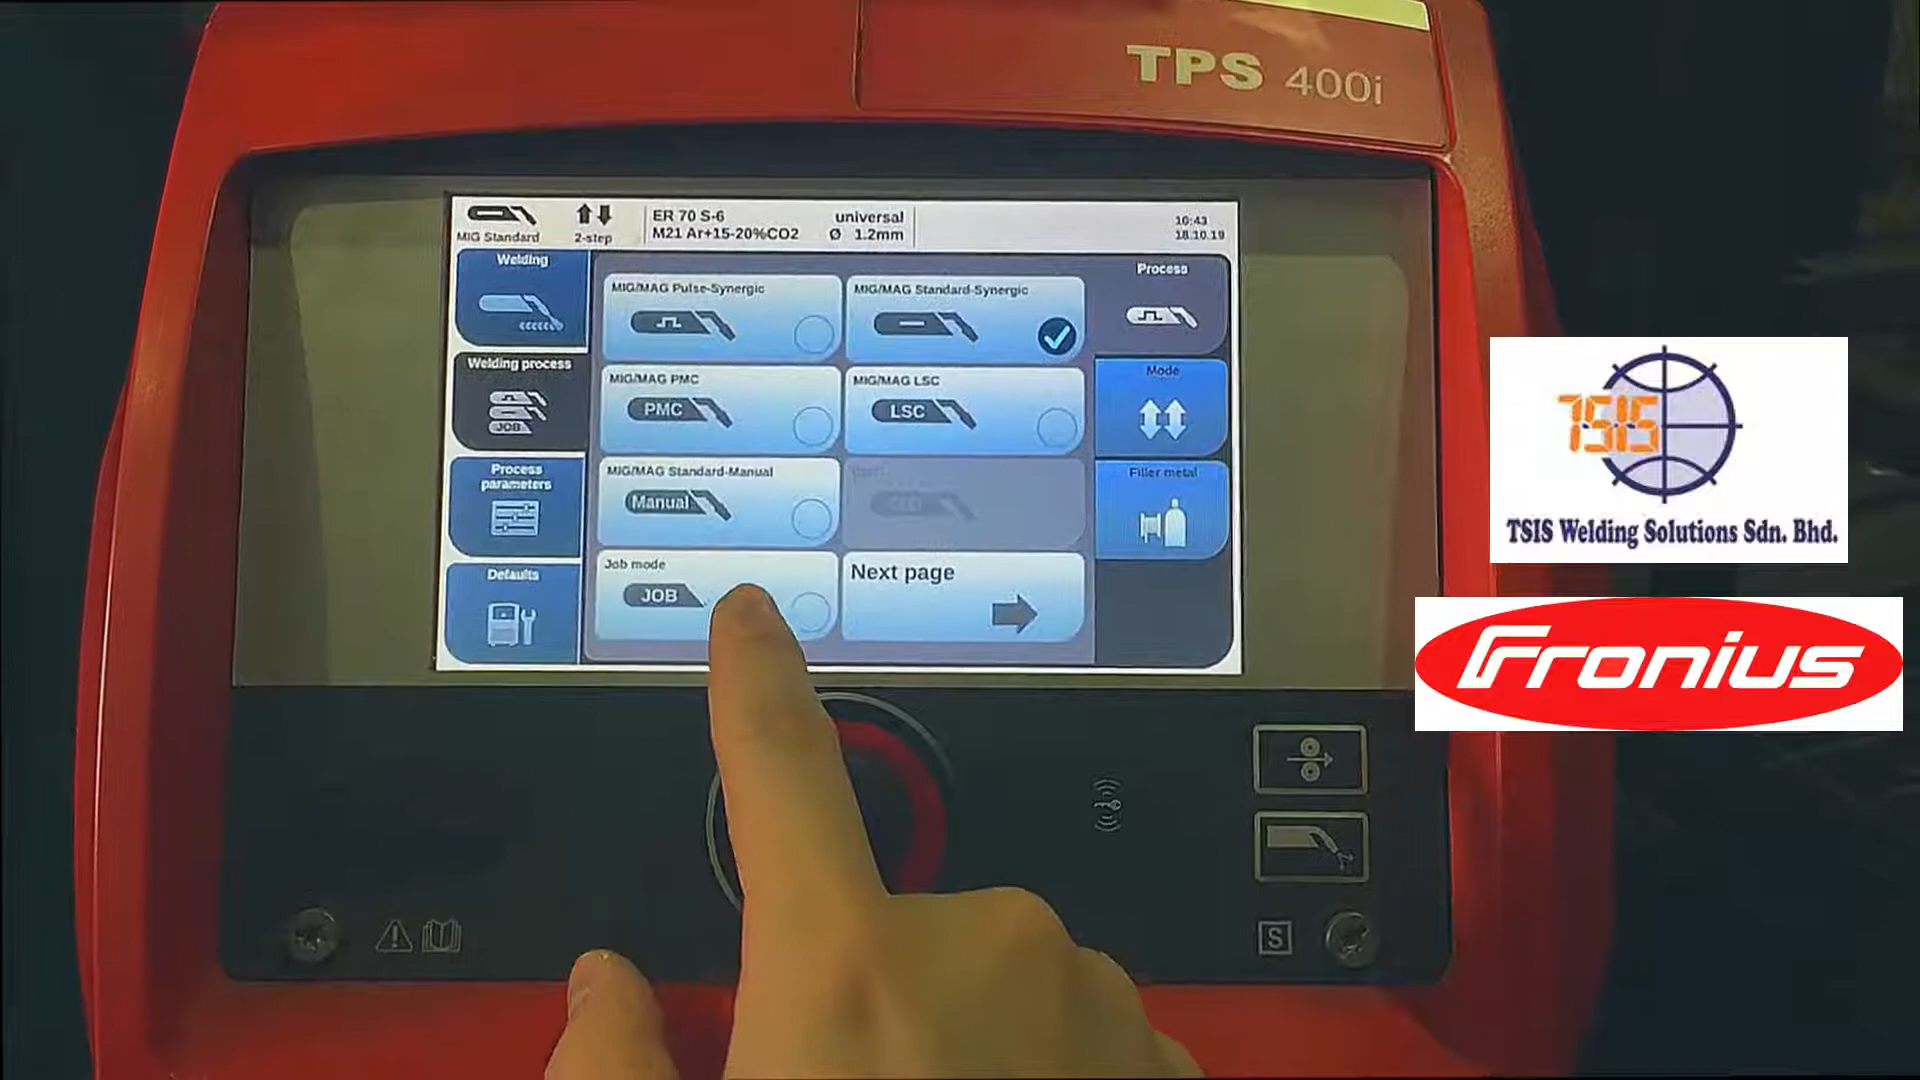 TPS 400i
MIG Standard
2-step
ER 70 S-6
M21 Ar+15-20%CO2
universal
Ø 1.2mm
10:43
18.10.19
Welding
Welding process
JOB
Process
parameters
Defaults
MIG/MAG Pulse-Synergic
MIG/MAG Standard-Synergic
MIG/MAG PMC
PMC
MIG/MAG LSC
LSC
MIG/MAG Standard-Manual
Manual
Job mode
JOB
Next page
Process
Mode
Filler metal
S
TSIS
TSIS Welding Solutions Sdn. Bhd.
Fronius